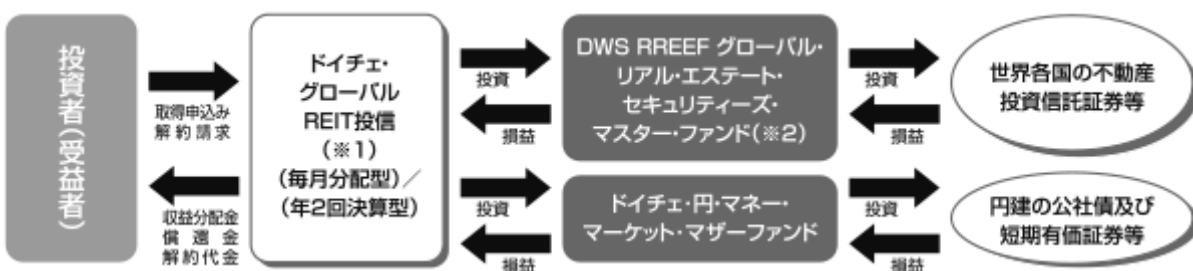 投資者(受益者)
取得申込み
解約請求
収益分配金
償還金
解約代金
ドイチェ・
グローバル
REIT投信
(※1)
(毎月分配型)/
(年2回決算型)
投資
損益
投資
損益
DWS RREEF グローバル・
リアル・エステート・
セキュリティーズ・
マスター・ファンド(※2)
ドイチェ・円・マネー・
マーケット・マザーファンド
投資
損益
投資
損益
世界各国の不動産
投資信託証券等
円建の公社債及び
短期有価証券等